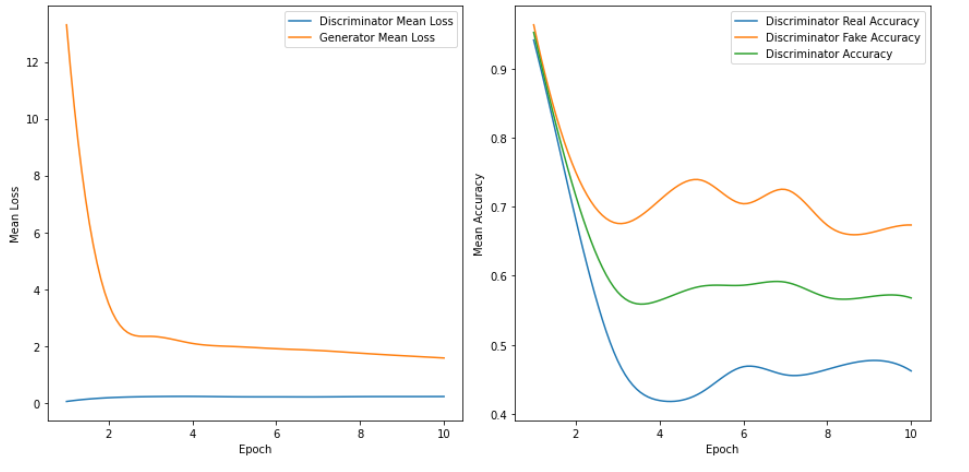 Discriminator Mean Loss
Generator Mean Loss
12
10
8
6
4
2
0
Mean Loss
2
4
6
8
10
Epoch
Discriminator Real Accuracy
Discriminator Fake Accuracy
Discriminator Accuracy
0.9
0.8
0.7
0.6
0.5
0.4
Mean Accuracy
2
4
6
8
10
Epoch